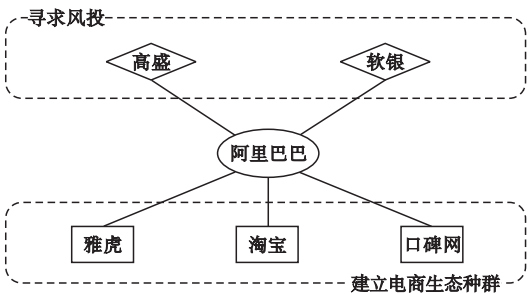 寻求风投
高盛
软银
阿里巴巴
雅虎
淘宝
口碑网
建立电商生态种群